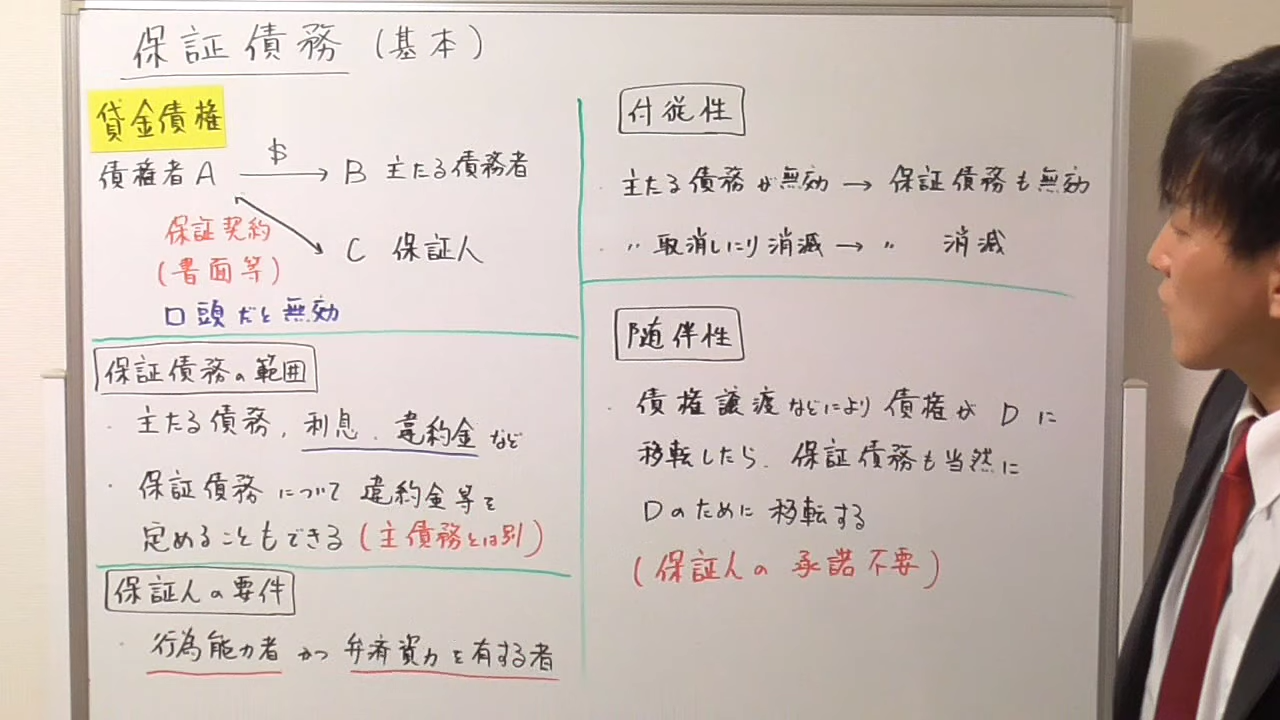 保証債務（基本）
貸金債権
債権者A $ → B 主たる債務者
保証契約
（書面等）
C 保証人
口頭だと無効
保証債務の範囲
・主たる債務、利息、違約金など
・保証債務について違約金等を
定めることもできる（主債務とは別）
保証人の要件
・行為能力者かつ弁済資力を有する者
付従性
・主たる債務が無効→保証債務も無効
・〃取消しにり消滅→〃 消滅
随伴性
・債権譲渡などにより債権がDに
移転したら、保証債務も当然に
Dのために移転する
（保証人の承諾不要）